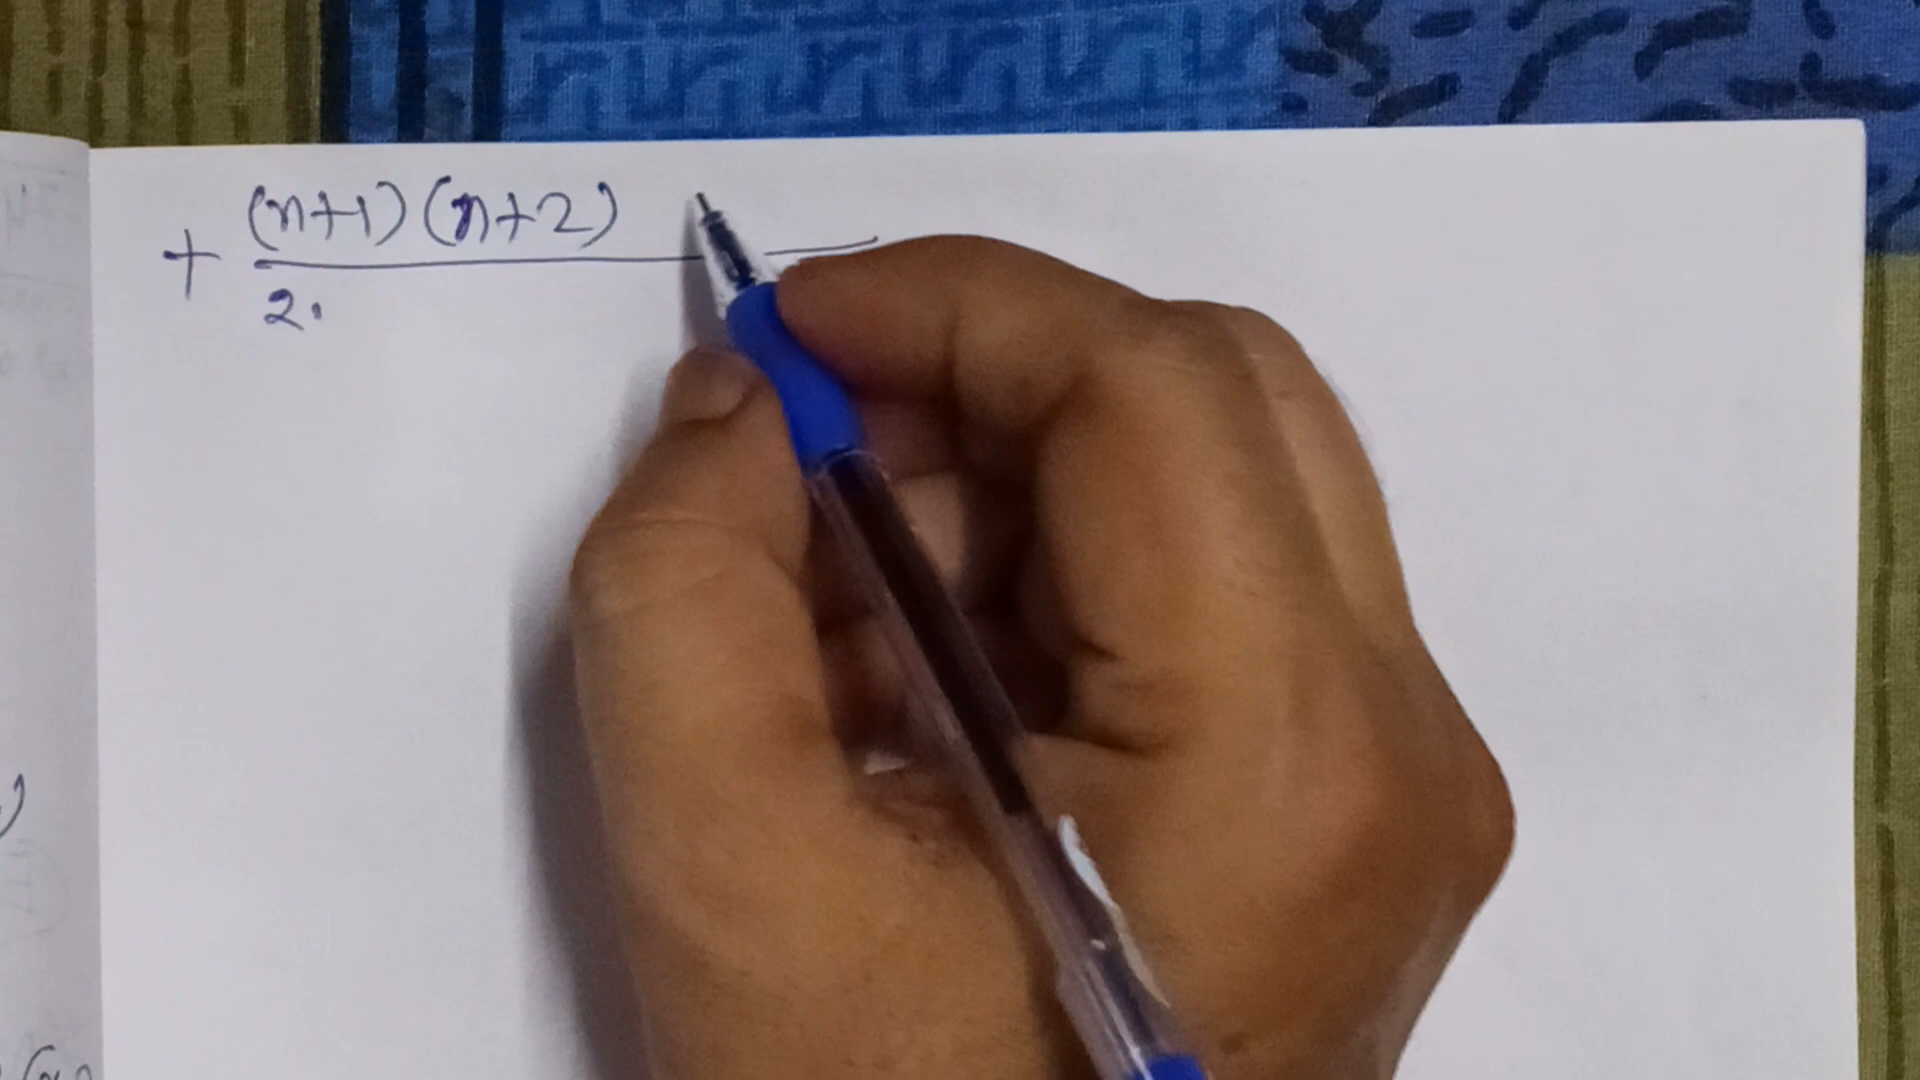 + (n+1)(n+2)
2.